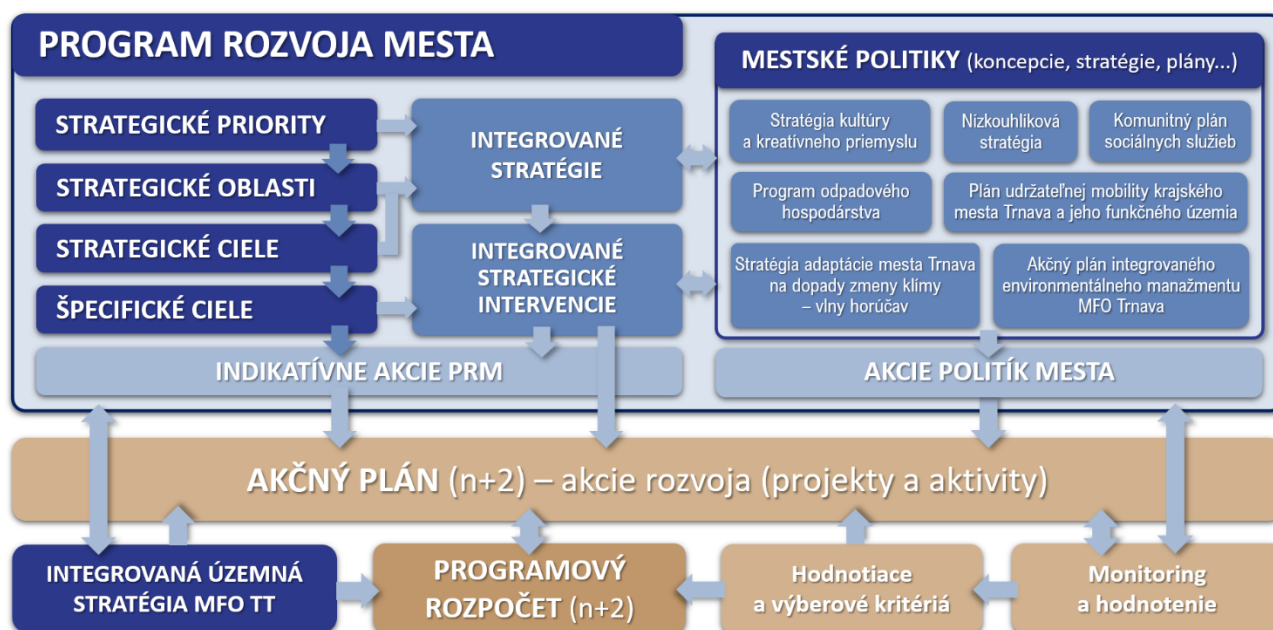 PROGRAM ROZVOJA MESTA
STRATEGICKÉ PRIORITY
STRATEGICKÉ OBLASTI
STRATEGICKÉ CIELE
ŠPECIFICKÉ CIELE
INTEGROVANÉ
STRATÉGIE
INTEGROVANÉ
STRATEGICKÉ
INTERVENCIE
INDIKATÍVNE AKCIE PRM
MESTSKÉ POLITIKY (koncepcie, stratégie, plány...)
Stratégia kultúry
a kreatívneho priemyslu
Nízkouhlíková
stratégia
Komunitný plán
sociálnych služieb
Program odpadového
hospodárstva
Plán udržateľnej mobility krajského
mesta Trnava a jeho funkčného územia
Stratégia adaptácie mesta Trnava
na dopady zmeny klímy
– vlny horúčav
Akčný plán integrovaného
environmentálneho manažmentu
MFO Trnava
AKCIE POLITÍK MESTA
AKČNÝ PLÁN (n+2) – akcie rozvoja (projekty a aktivity)
INTEGROVANÁ ÚZEMNÁ
STRATÉGIA MFO TT
PROGRAMOVÝ
ROZPOČET (n+2)
Hodnotiace
a výberové kritériá
Monitoring
a hodnotenie